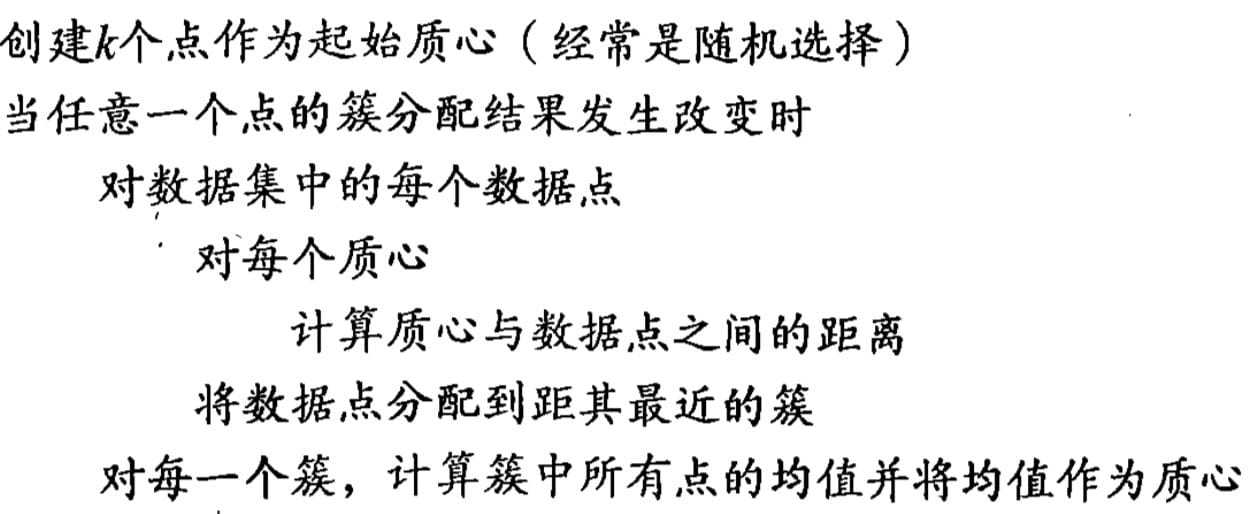 创建k个点作为起始质心（经常是随机选择）
当任意一个点的簇分配结果发生改变时
对数据集中的每个数据点
对每个质心
计算质心与数据点之间的距离
将数据点分配到距其最近的簇
对每一个簇，计算簇中所有点的均值并将均值作为质心